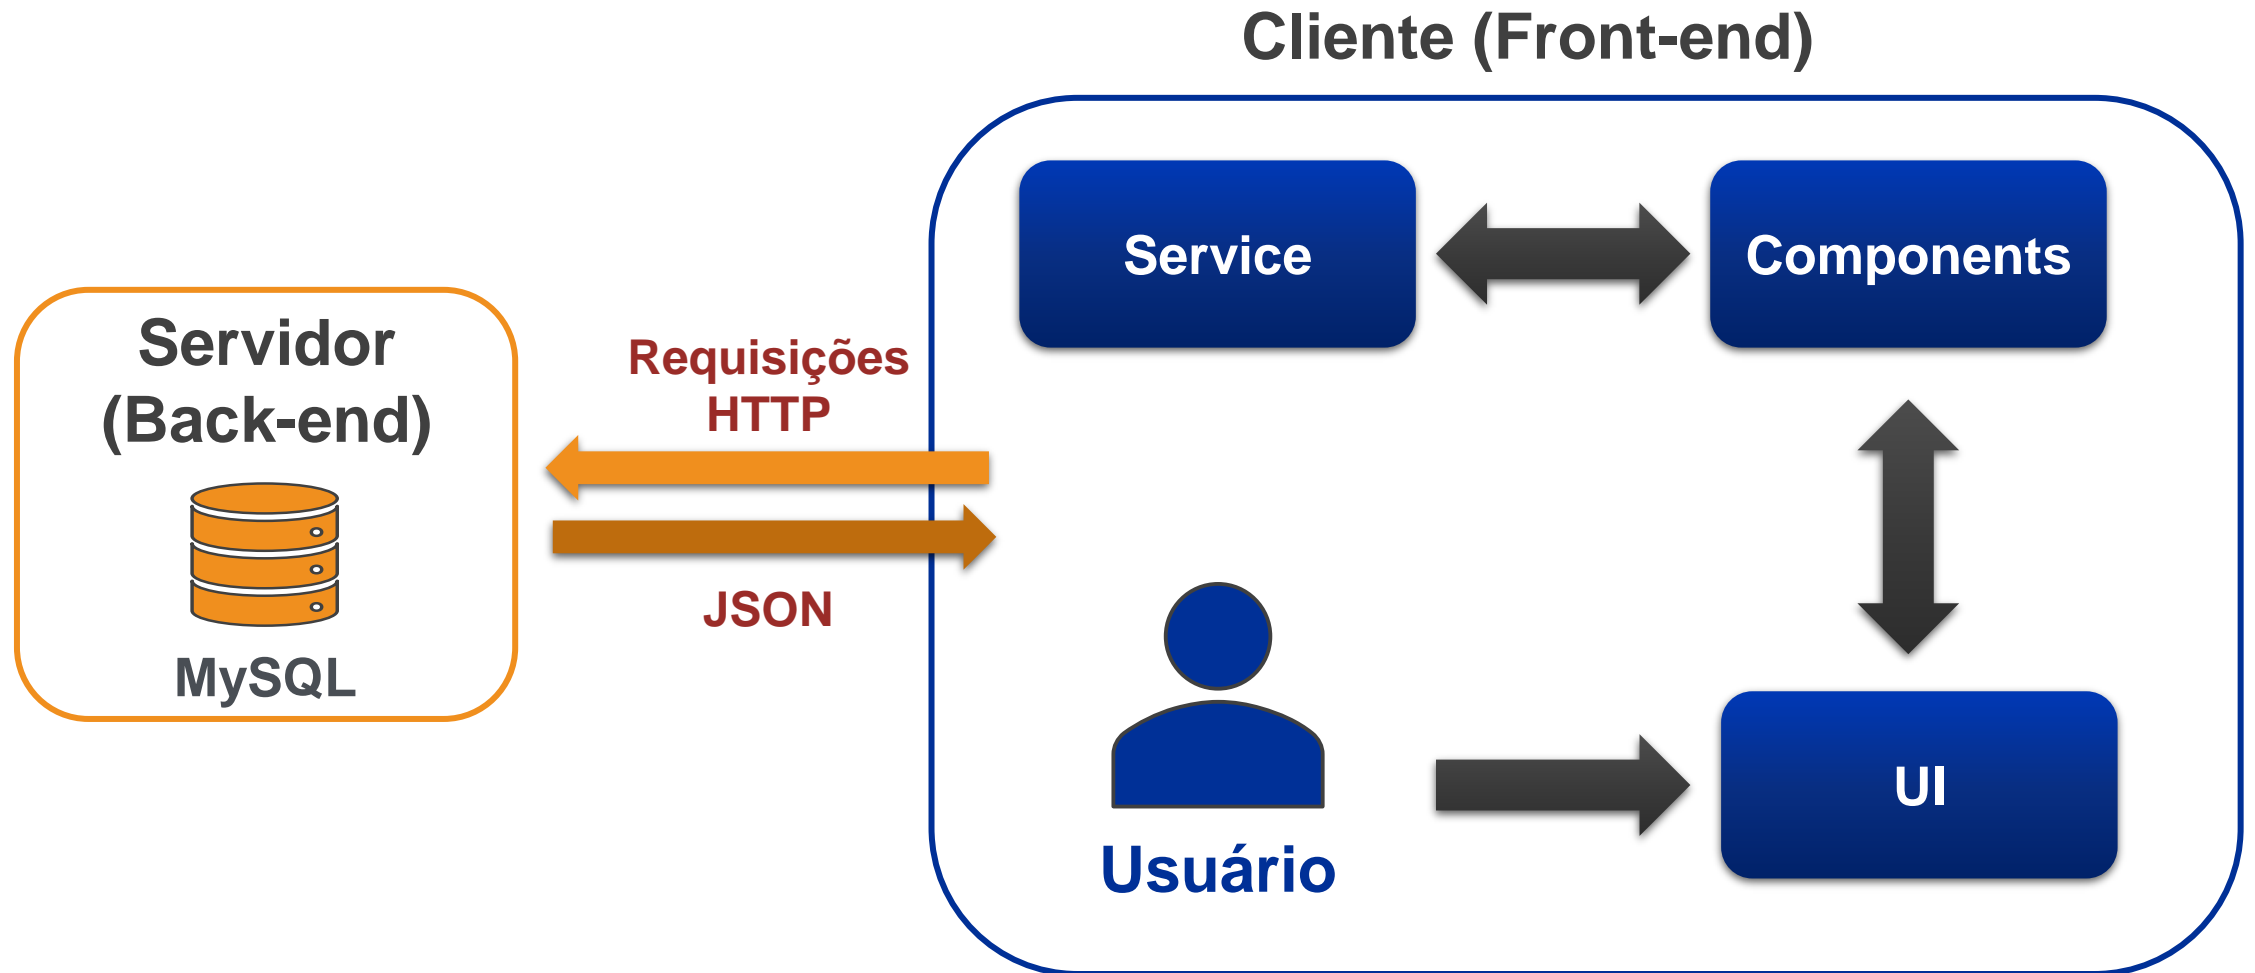 Cliente (Front-end)
Service
Components
Servidor
(Back-end)
MySQL
Requisições
HTTP
JSON
Usuário
UI